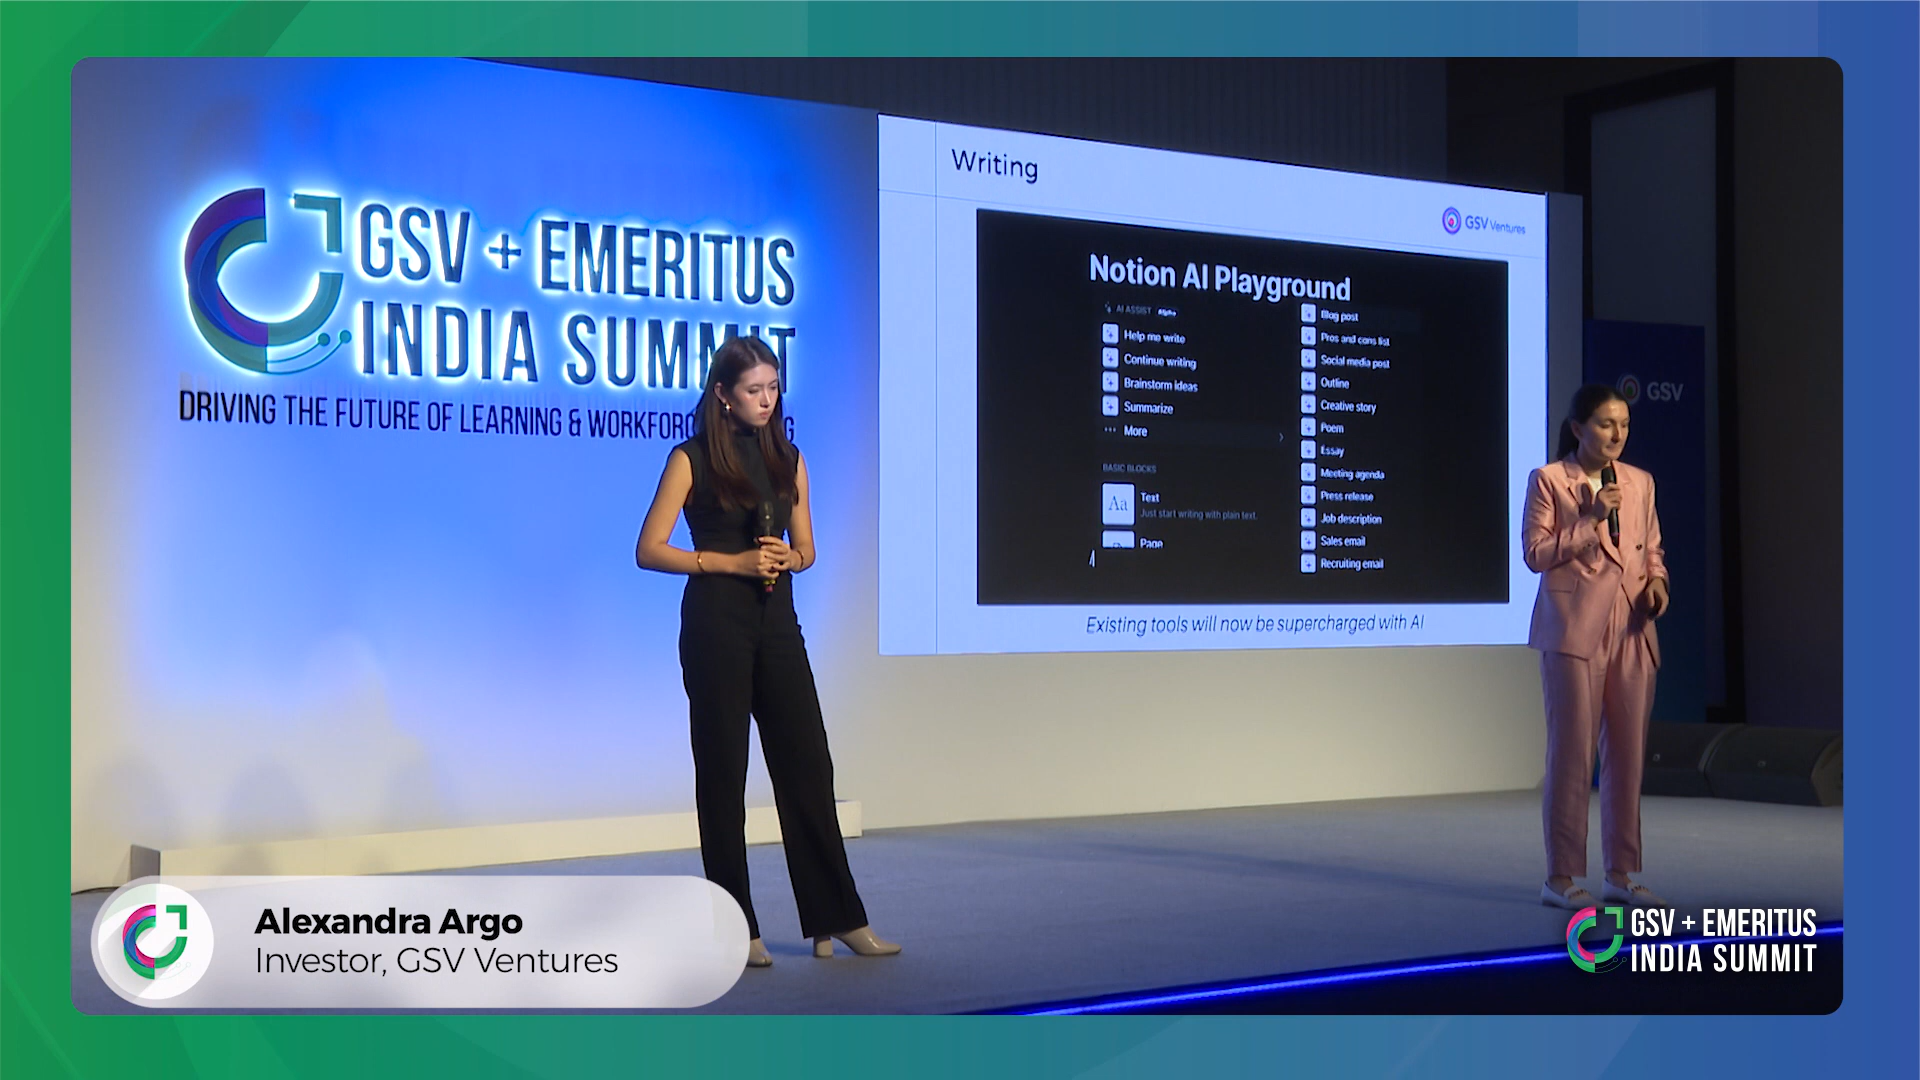 GSV + EMERITUS
INDIA SUMMIT
DRIVING THE FUTURE OF LEARNING & WORKFORC
Writing
GSV Ventures
Notion AI Playground
AI ASSIST Alpha
Help me write
Continue writing
Brainstorm ideas
Summarize
More
BASIC BLOCKS
Aa
Text
Just start writing with plain text.
Page
Blog post
Pros and cons list
Social media post
Outline
Creative story
Poem
Essay
Meeting agenda
Press release
Job description
Sales email
Recruiting email
Existing tools will now be supercharged with AI
GSV
Alexandra Argo
Investor, GSV Ventures
GSV + EMERITUS
INDIA SUMMIT